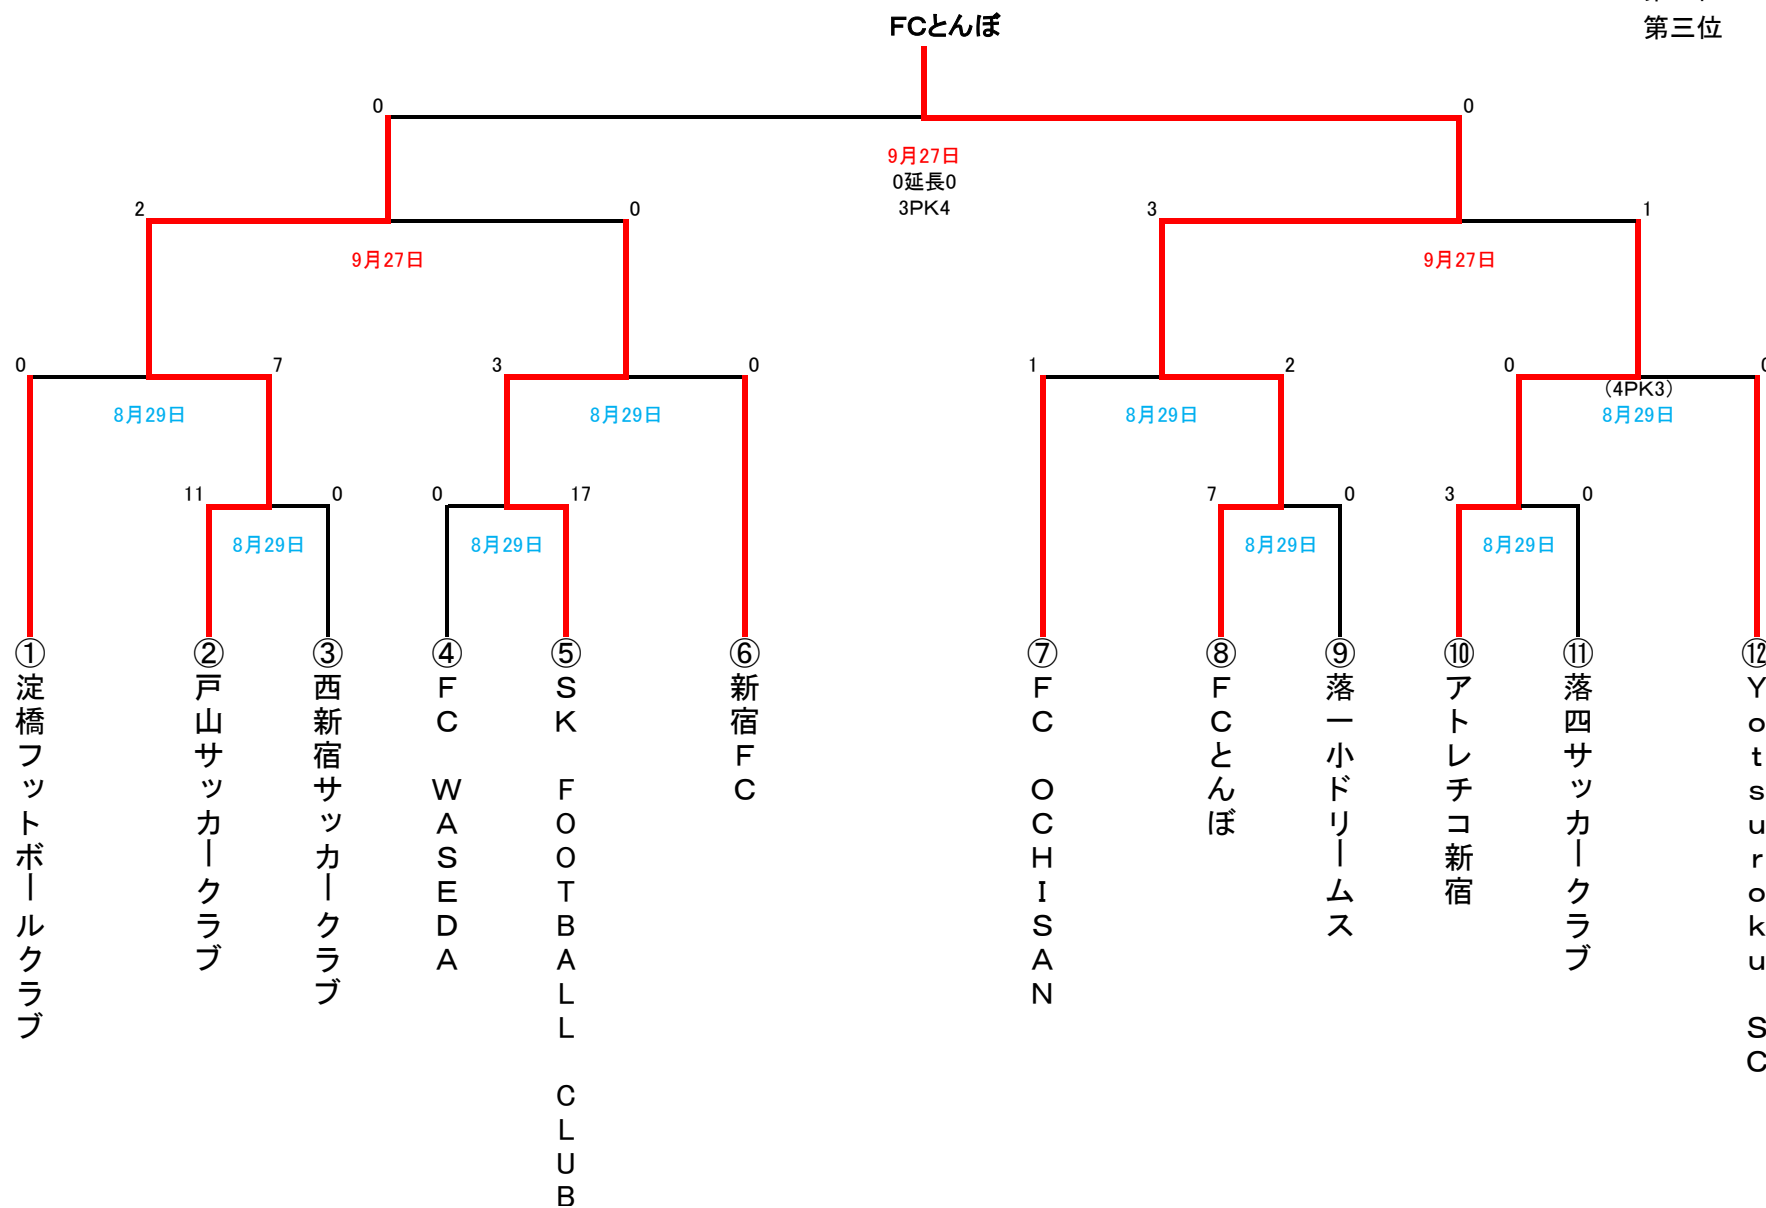 第三位
FCとんぼ
0
0
9月27日
0延長0
3PK4
2
0
3
1
9月27日
9月27日
0
7
3
0
1
2
0
0
(4PK3)
8月29日
8月29日
8月29日
8月29日
11
0
0
17
7
0
3
0
8月29日
8月29日
8月29日
8月29日
①淀橋フットボールクラブ
②戸山サッカークラブ
③西新宿サッカークラブ
④FC WASEDA
⑤SK FOOTBALL CLUB
⑥新宿FC
⑦FC OCHISAN
⑧FCとんぼ
⑨落一小ドリームス
⑩アトレチコ新宿
⑪落四サッカークラブ
⑫Yotsuroku SC